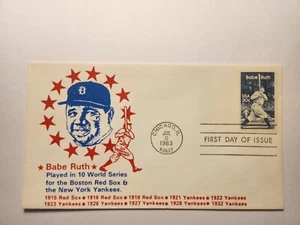 B
Babe Ruth
USA 20c
CHICAGO, IL
JUL
6
1983
60607
FIRST DAY OF ISSUE
★ Babe Ruth
Played in 10 World Series
for the Boston Red Sox &
the New York Yankees.
1915 Red Sox ★ 1916 Red Sox ★ 1918 Red Sox ★ 1921 Yankees ★ 1922 Yankees
1923 Yankees ★ 1926 Yankees ★ 1927 Yankees ★ 1928 Yankees ★ 1932 Yankees